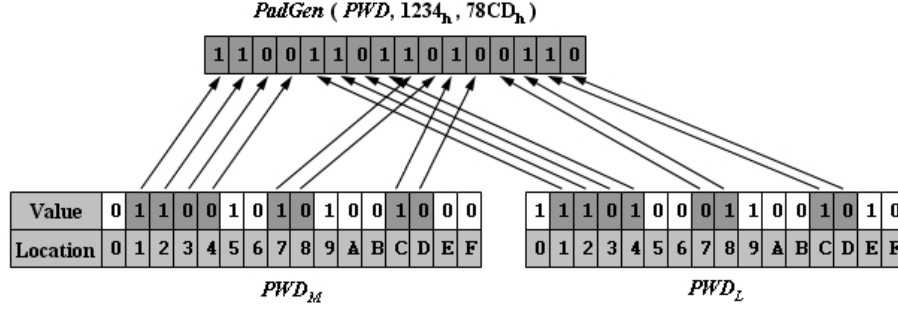 PadGen ( PWD, 1234h , 78CDh )
1 1 0 0 1 1 0 1 1 0 1 0 0 1 1 0
Value 0 1 1 0 0 1 0 1 0 1 0 0 1 0 0 0 1 1 1 0 1 0 0 0 1 1 0 0 1 0 1 0
Location 0 1 2 3 4 5 6 7 8 9 A B C D E F 0 1 2 3 4 5 6 7 8 9 A B C D E F
PWDM PWDL